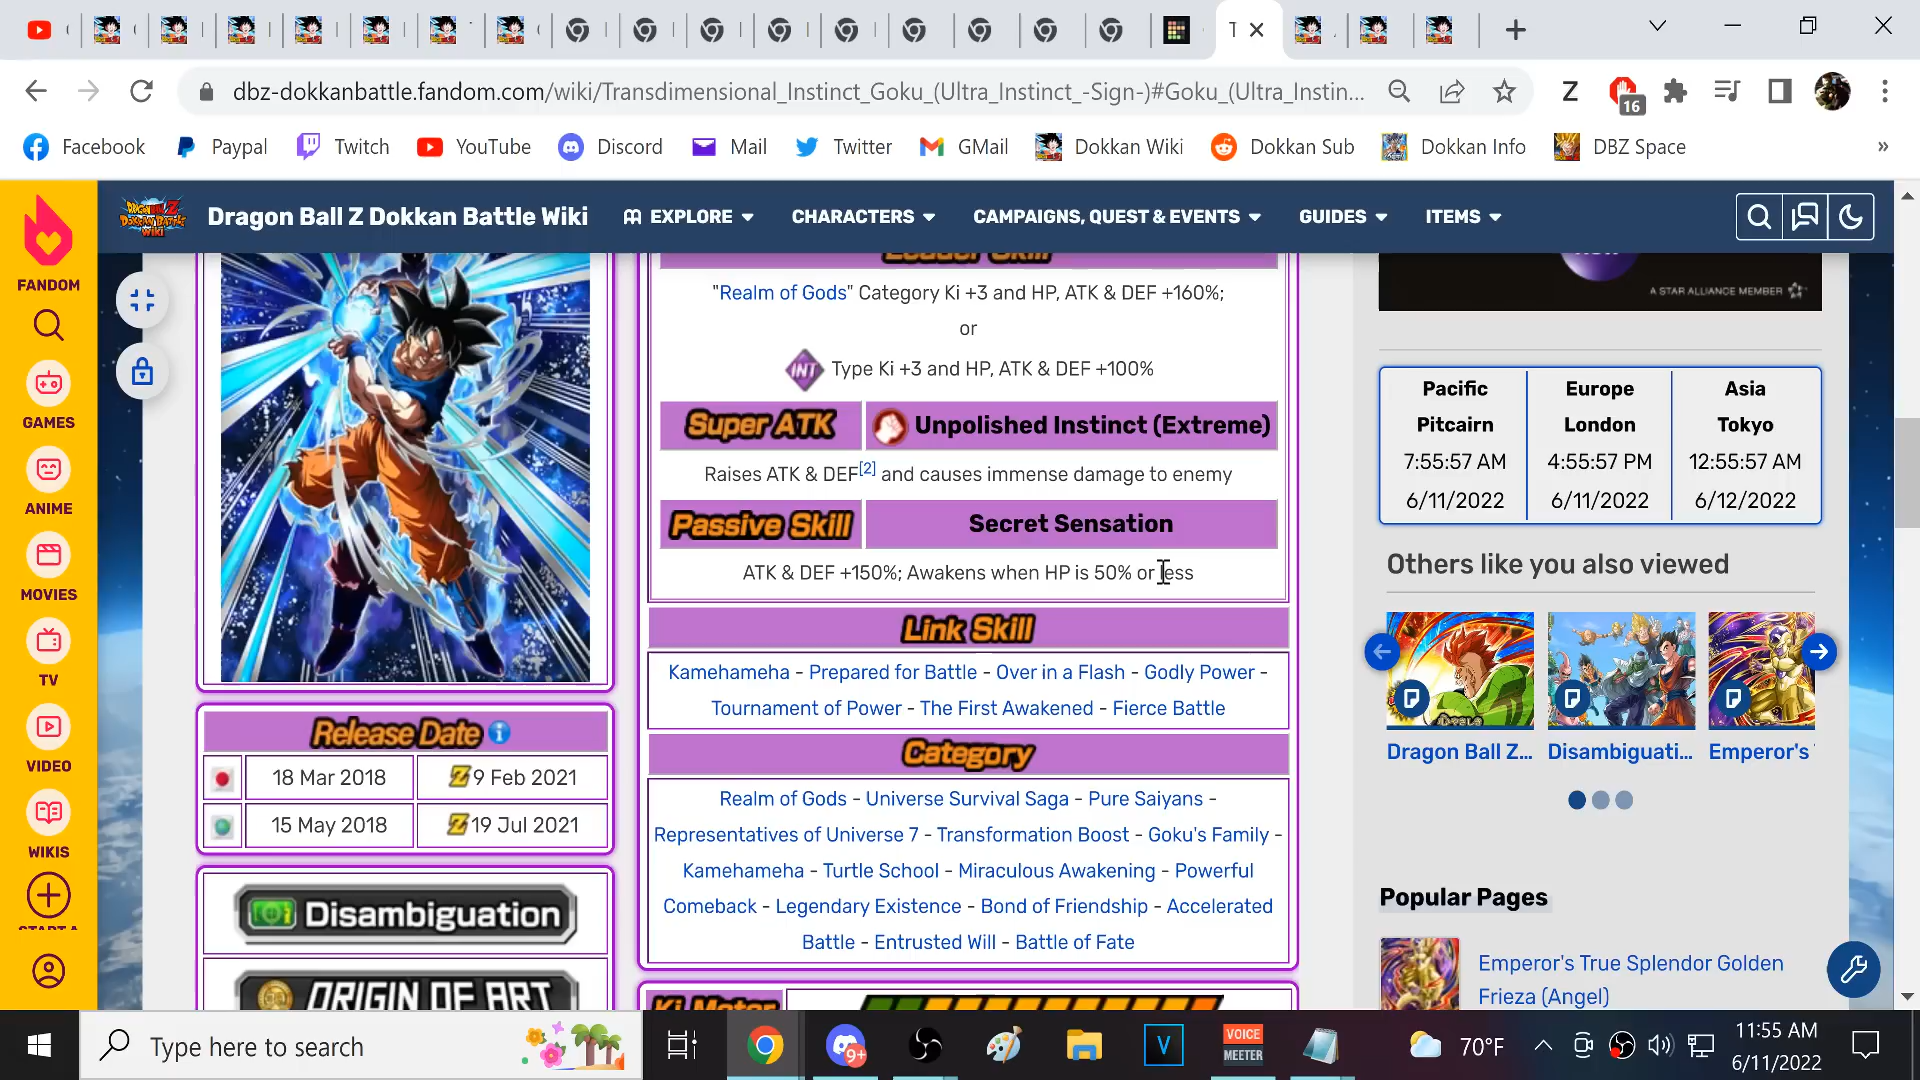 dbz-dokkanbattle.fandom.com/wiki/Transdimensional_Instinct_Goku_(Ultra_Instinct_-Sign-)#Goku_(Ultra_Instin...
Z
16
Facebook
Paypal
Twitch
YouTube
Discord
Mail
Twitter
GMail
Dokkan Wiki
Dokkan Sub
Dokkan Info
DBZ Space
»
Dragon Ball Z Dokkan Battle Wiki
EXPLORE
CHARACTERS
CAMPAIGNS, QUEST & EVENTS
GUIDES
ITEMS
FANDOM
GAMES
ANIME
MOVIES
TV
VIDEO
WIKIS
START A
Leader Skill
"Realm of Gods" Category Ki +3 and HP, ATK & DEF +160%;
or
INT Type Ki +3 and HP, ATK & DEF +100%
Super ATK
Unpolished Instinct (Extreme)
Raises ATK & DEF[2] and causes immense damage to enemy
Passive Skill
Secret Sensation
ATK & DEF +150%; Awakens when HP is 50% or less
Link Skill
Kamehameha - Prepared for Battle - Over in a Flash - Godly Power -
Tournament of Power - The First Awakened - Fierce Battle
Category
Realm of Gods - Universe Survival Saga - Pure Saiyans -
Representatives of Universe 7 - Transformation Boost - Goku's Family -
Kamehameha - Turtle School - Miraculous Awakening - Powerful
Comeback - Legendary Existence - Bond of Friendship - Accelerated
Battle - Entrusted Will - Battle of Fate
Ki Meter
Release Date
18 Mar 2018
Z 9 Feb 2021
15 May 2018
Z 19 Jul 2021
Disambiguation
ORIGIN OF ART
A STAR ALLIANCE MEMBER
Pacific
Pitcairn
7:55:57 AM
6/11/2022
Europe
London
4:55:57 PM
6/11/2022
Asia
Tokyo
12:55:57 AM
6/12/2022
Others like you also viewed
Dragon Ball Z...
Disambiguati...
Emperor's
Popular Pages
Emperor's True Splendor Golden
Frieza (Angel)
Type here to search
9+
V
VOICE
MEETER
70°F
11:55 AM
6/11/2022